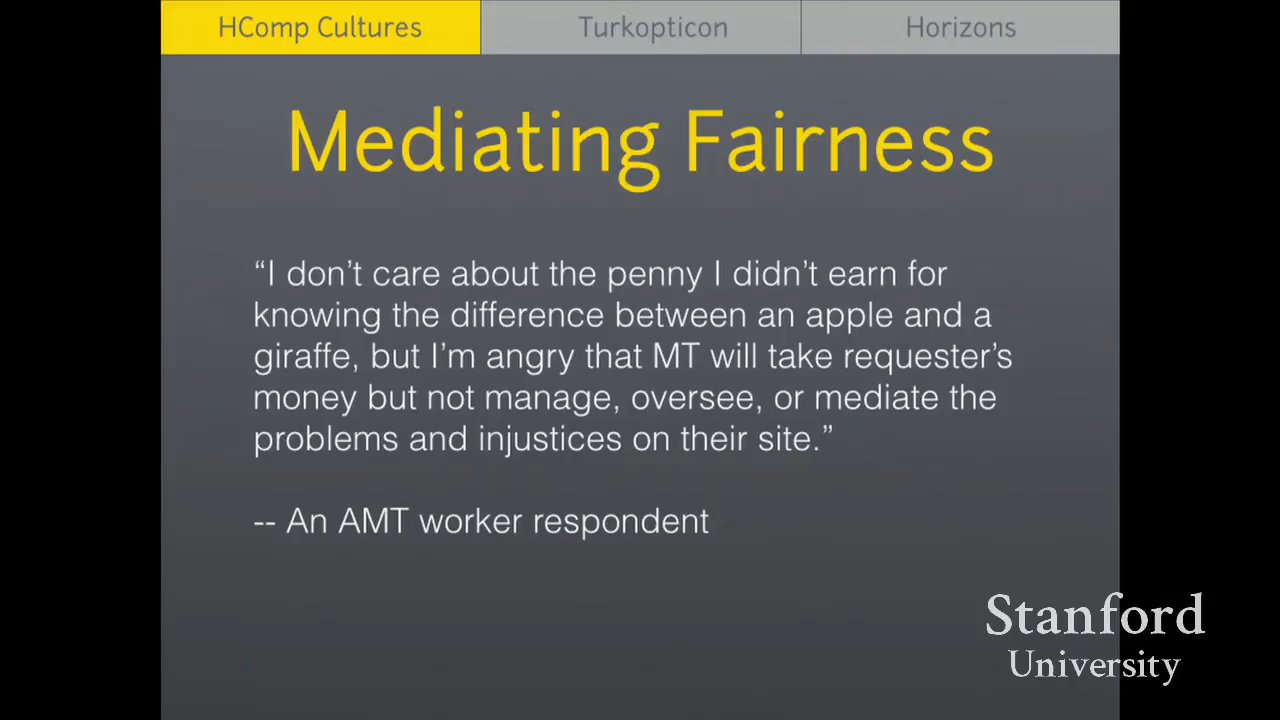 HComp Cultures
Turkopticon
Horizons
Mediating Fairness
“I don’t care about the penny I didn’t earn for
knowing the difference between an apple and a
giraffe, but I’m angry that MT will take requester’s
money but not manage, oversee, or mediate the
problems and injustices on their site.”
-- An AMT worker respondent
Stanford
University